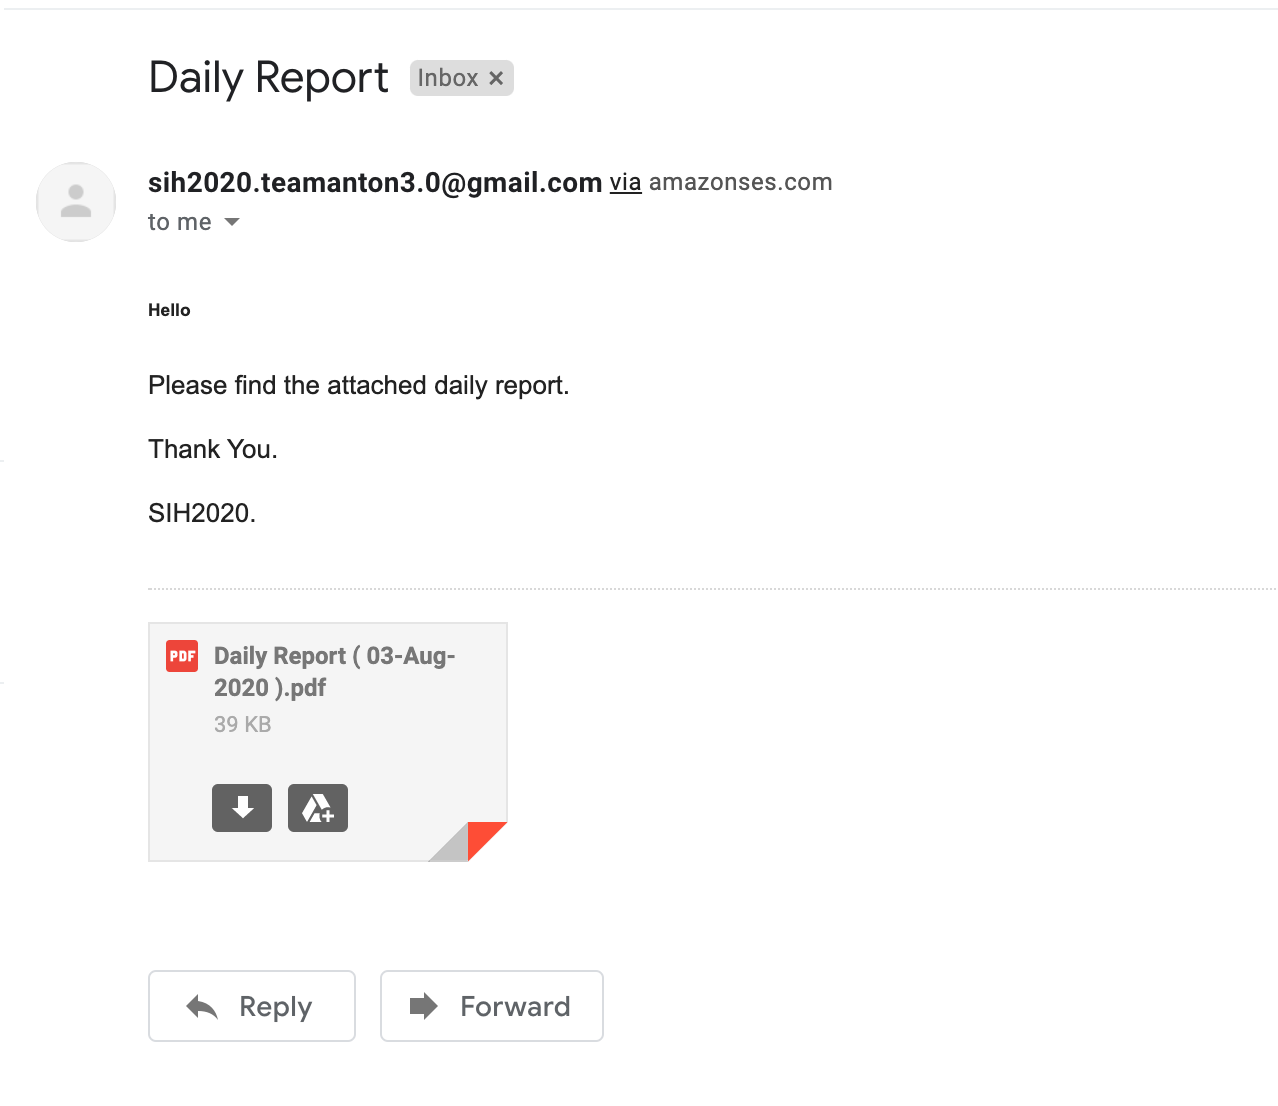 Daily Report Inbox ×
sih2020.teamanton3.0@gmail.com via amazonses.com
to me
Hello
Please find the attached daily report.
Thank You.
SIH2020.
PDF Daily Report ( 03-Aug-
2020 ).pdf
39 KB
Reply Forward